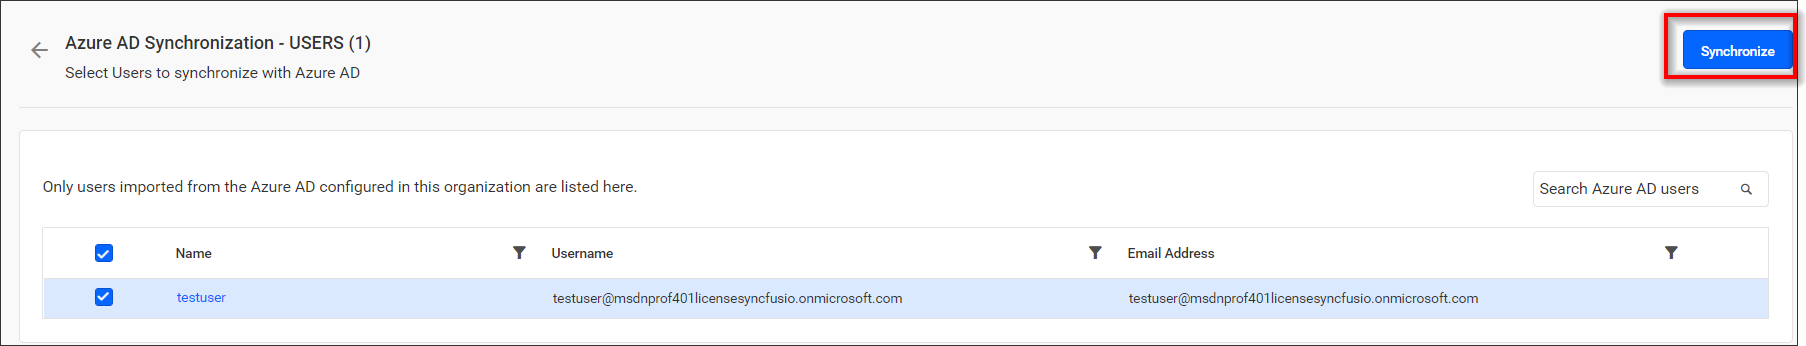 Azure AD Synchronization - USERS (1)
Select Users to synchronize with Azure AD
Synchronize
Only users imported from the Azure AD configured in this organization are listed here.
Search Azure AD users
Name Username Email Address
testuser testuser@msdnprof401licensesyncfusio.onmicrosoft.com testuser@msdnprof401licensesyncfusio.onmicrosoft.com